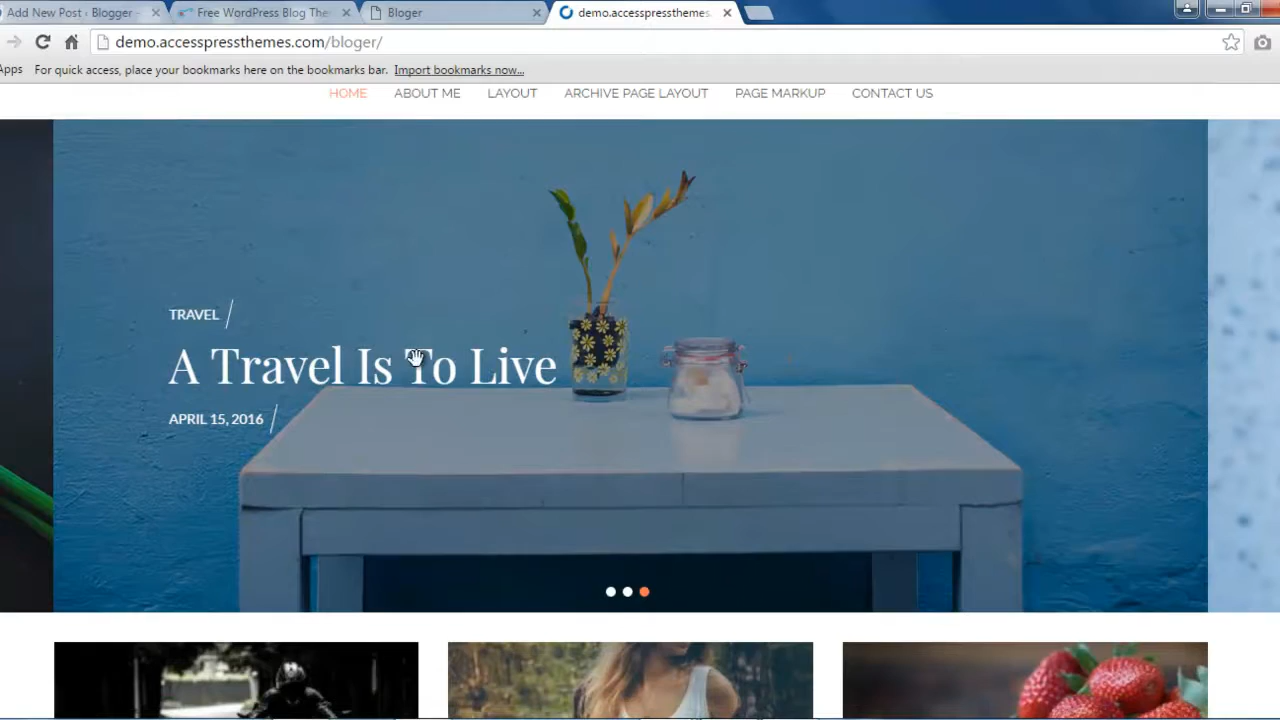 Add New Post ‹ Blogger –
Free WordPress Blog The
Bloger
demo.accesspressthemes.
demo.accesspressthemes.com/bloger/
Apps
For quick access, place your bookmarks here on the bookmarks bar. Import bookmarks now...
HOME ABOUT ME LAYOUT ARCHIVE PAGE LAYOUT PAGE MARKUP CONTACT US
TRAVEL
A Travel Is To Live
APRIL 15, 2016